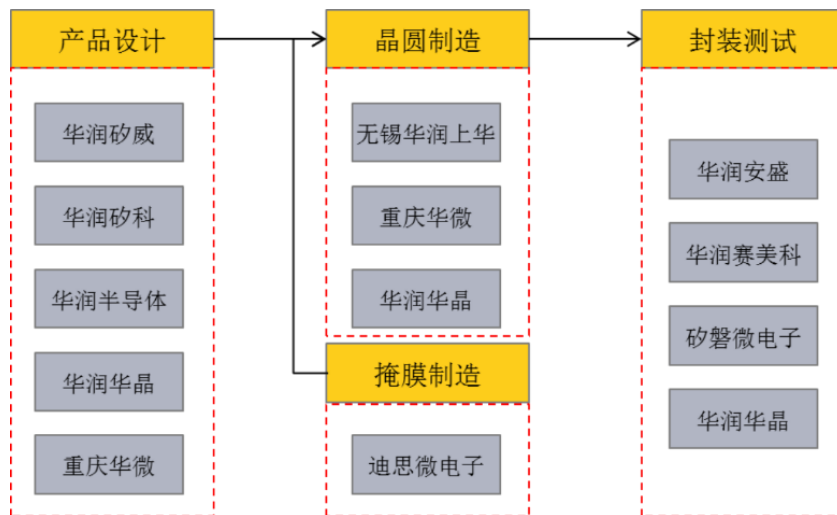 产品设计
华润矽威
华润矽科
华润半导体
华润华晶
重庆华微
晶圆制造
无锡华润上华
重庆华微
华润华晶
掩膜制造
迪思微电子
封装测试
华润安盛
华润赛美科
矽磐微电子
华润华晶